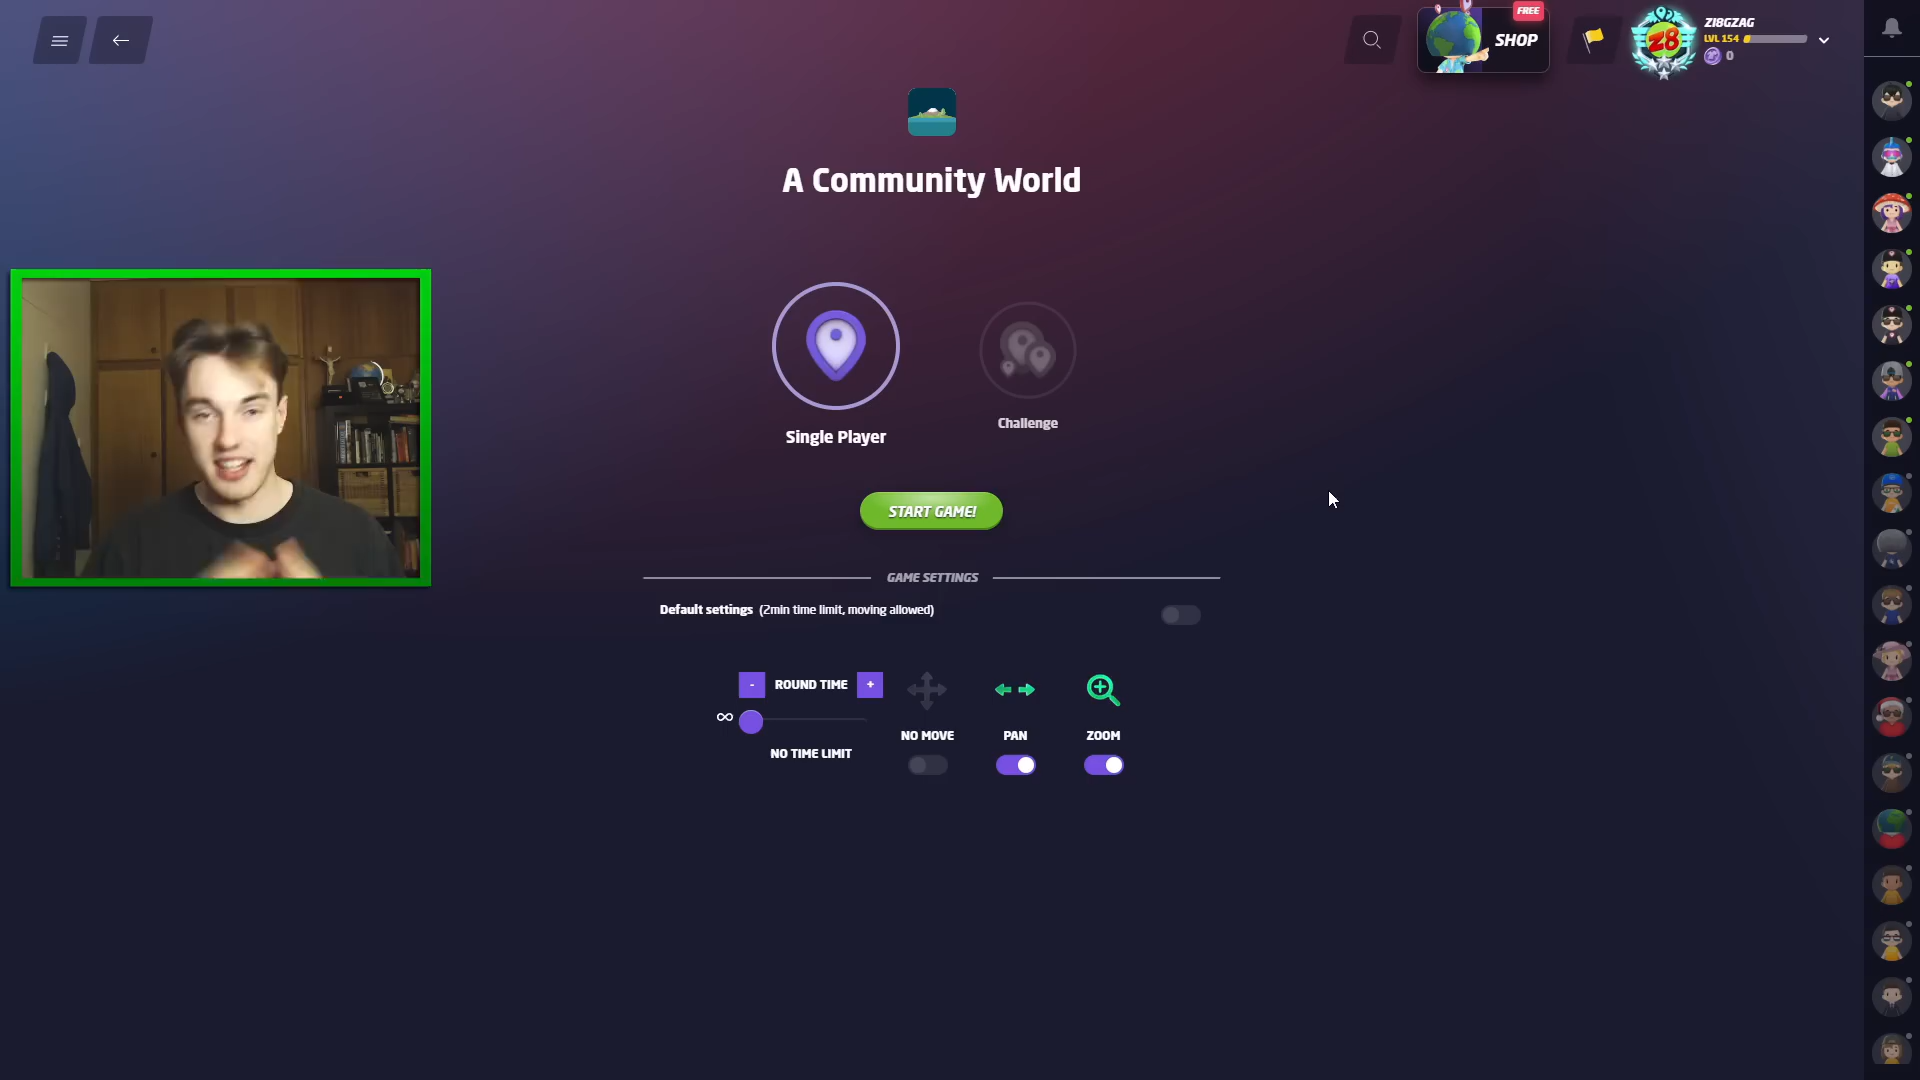 FREE
SHOP
Z8
ZI8GZAG
LVL 154
0
A Community World
Single Player
Challenge
START GAME!
GAME SETTINGS
Default settings (2min time limit, moving allowed)
- ROUND TIME +
∞
NO TIME LIMIT
NO MOVE
PAN
ZOOM